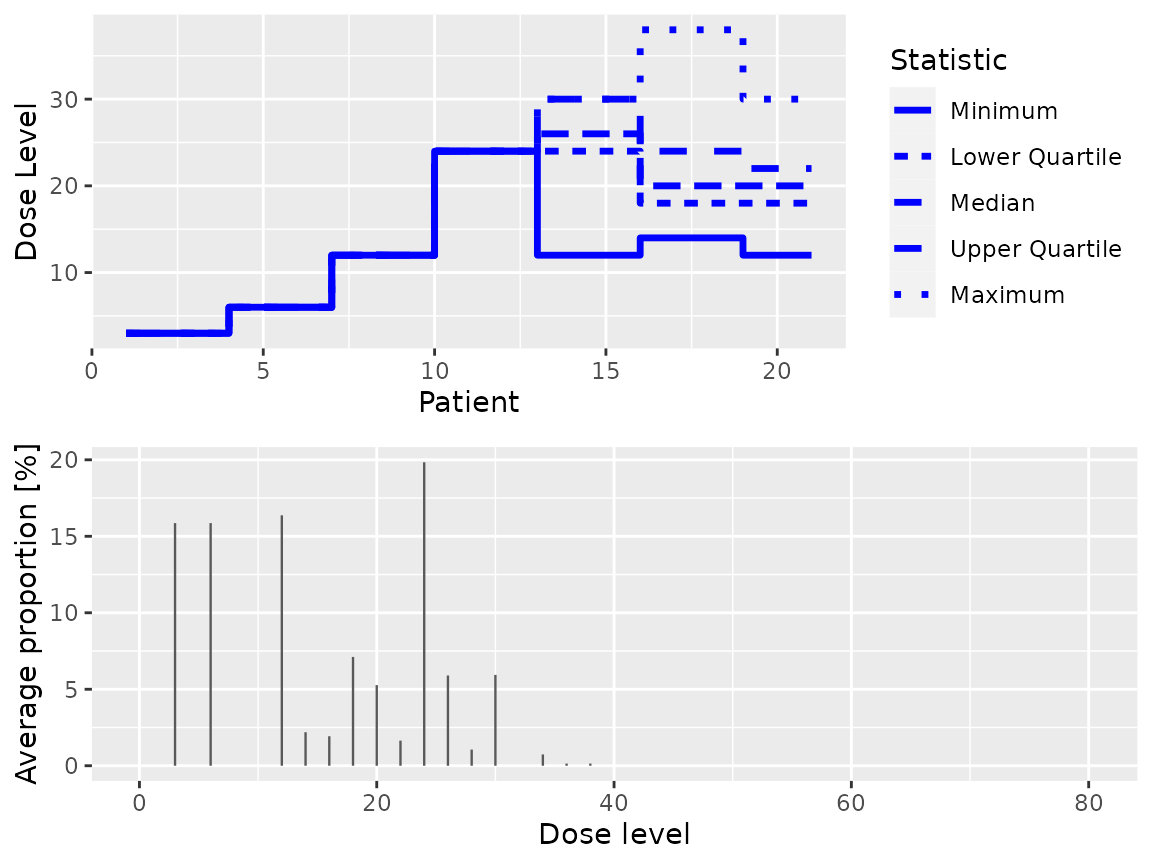 Dose Level
30
20
10
0
5
10
15
20
Patient
Statistic
Minimum
Lower Quartile
Median
Upper Quartile
Maximum
Average proportion [%]
20
15
10
5
0
0
20
40
60
80
Dose level